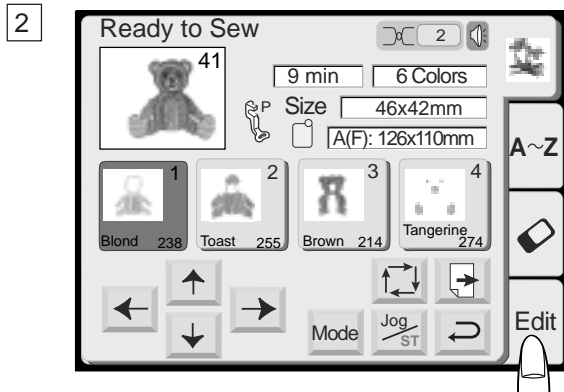 2
Ready to Sew
2
41
9 min
6 Colors
P
Size
46x42mm
A(F): 126x110mm
A~Z
1
2
3
4
Blond 238
Toast 255
Brown 214
Tangerine
274
Mode
Jog
ST
Edit